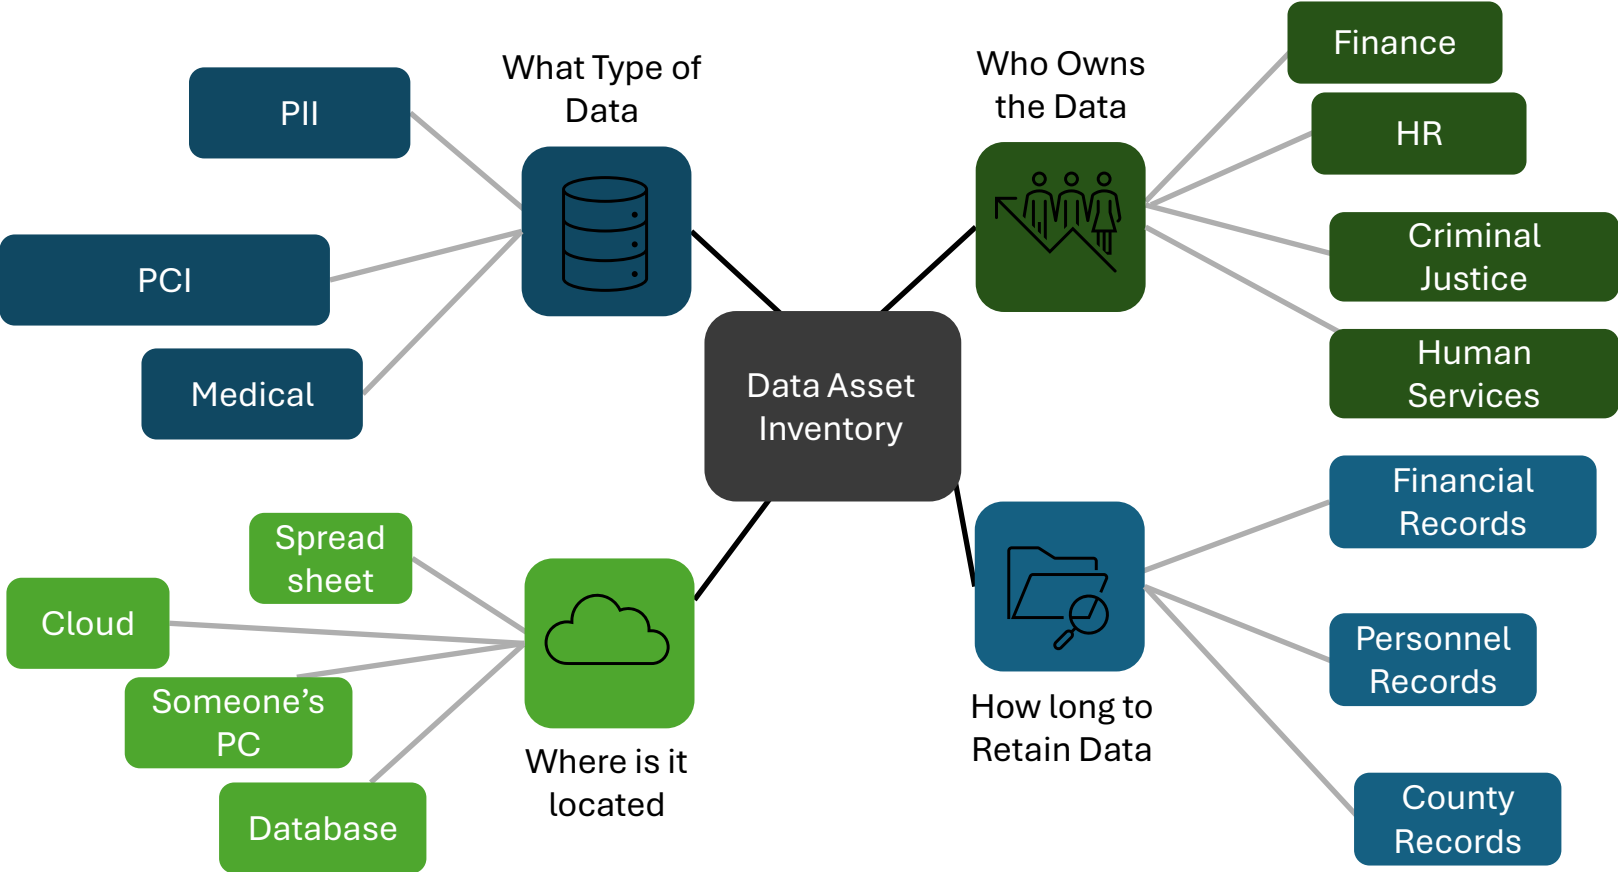 What Type of
Data
PII
PCI
Medical
Who Owns
the Data
Finance
HR
Criminal
Justice
Human
Services
Data Asset
Inventory
Spread
sheet
Cloud
Someone’s
PC
Database
Where is it
located
How long to
Retain Data
Financial
Records
Personnel
Records
County
Records